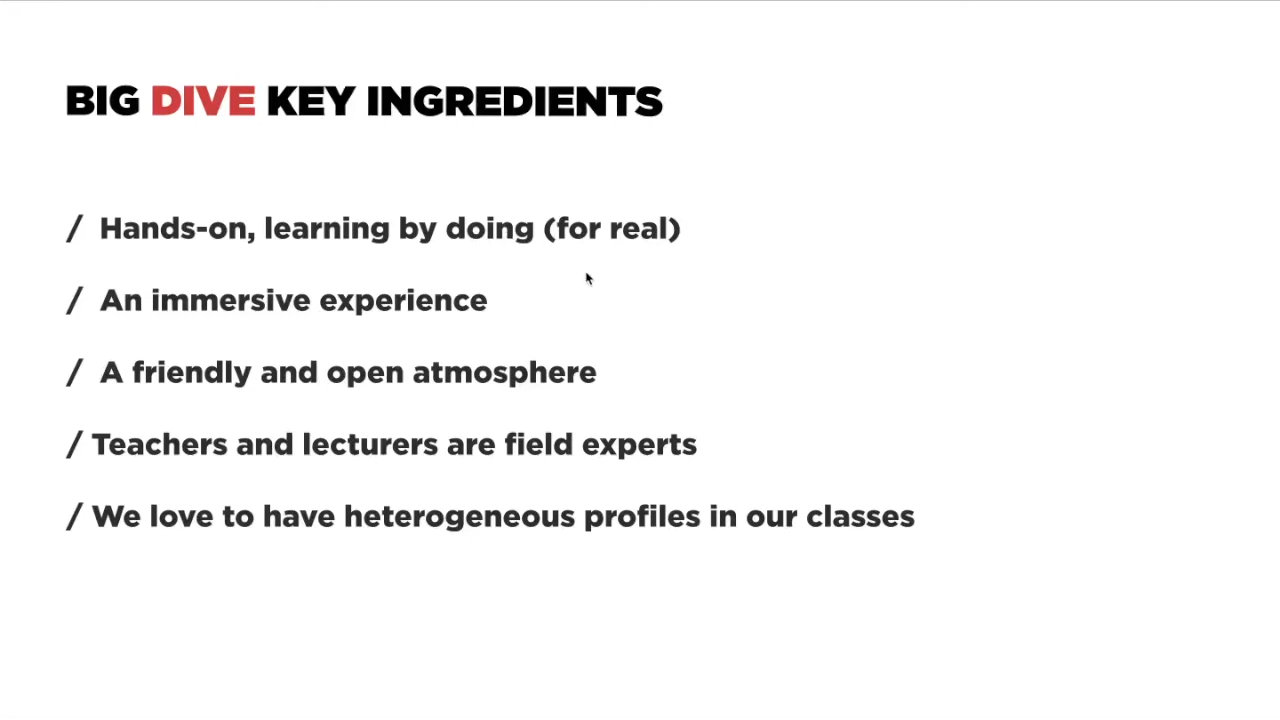 BIG DIVE KEY INGREDIENTS
/ Hands-on, learning by doing (for real)
/ An immersive experience
/ A friendly and open atmosphere
/ Teachers and lecturers are field experts
/ We love to have heterogeneous profiles in our classes